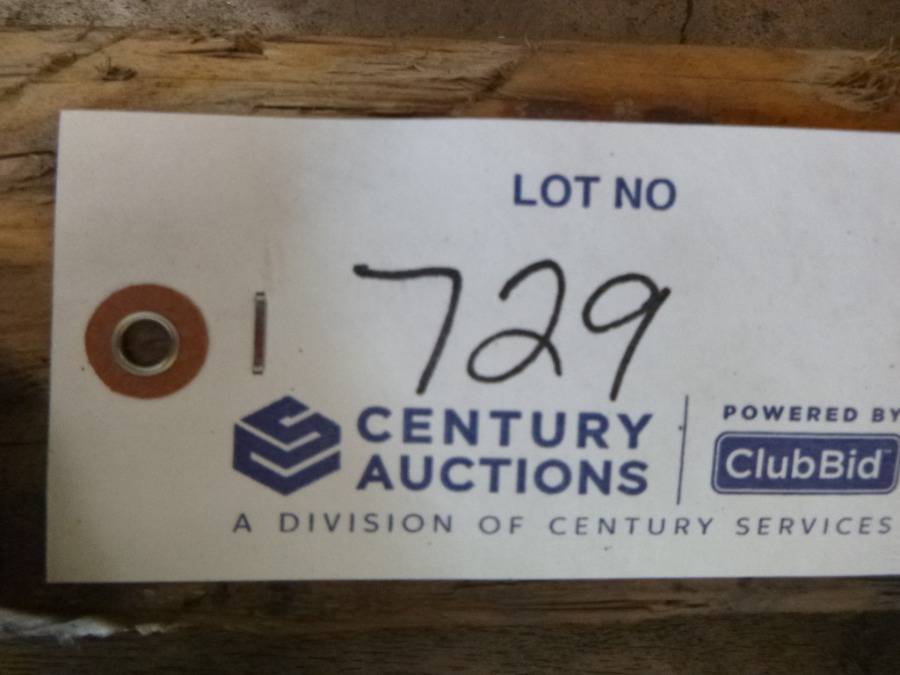 LOT NO
729
CENTURY AUCTIONS
POWERED BY
ClubBid
A DIVISION OF CENTURY SERVICES